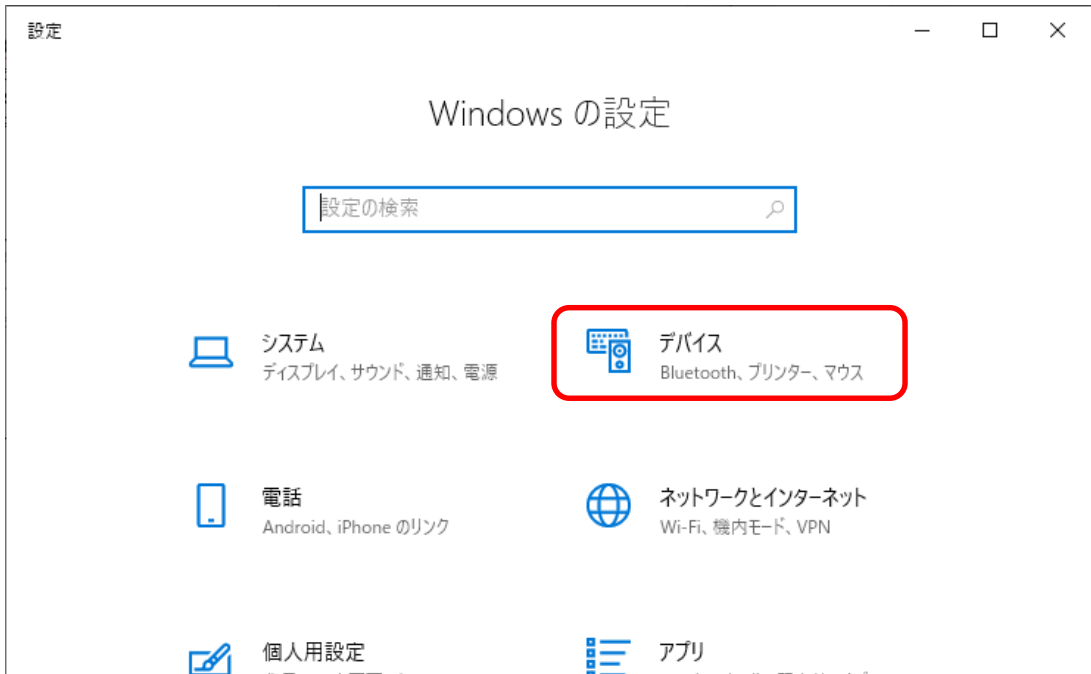 設定
Windows の設定
設定の検索
システム
ディスプレイ、サウンド、通知、電源
デバイス
Bluetooth、プリンター、マウス
電話
Android、iPhone のリンク
ネットワークとインターネット
Wi-Fi、機内モード、VPN
個人用設定
アプリ